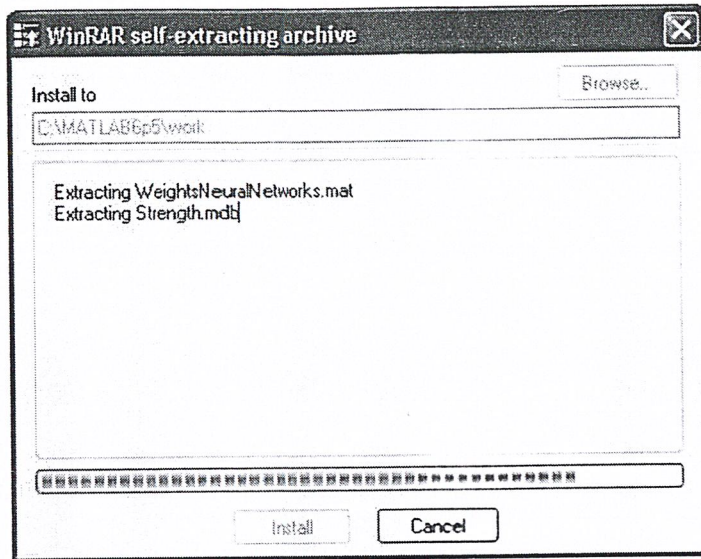 WinRAR self-extracting archive
Browse..
Install to
C:\MATLAB6p5\work
Extracting WeightsNeuralNetworks.mat
Extracting Strength.mdb
Install
Cancel